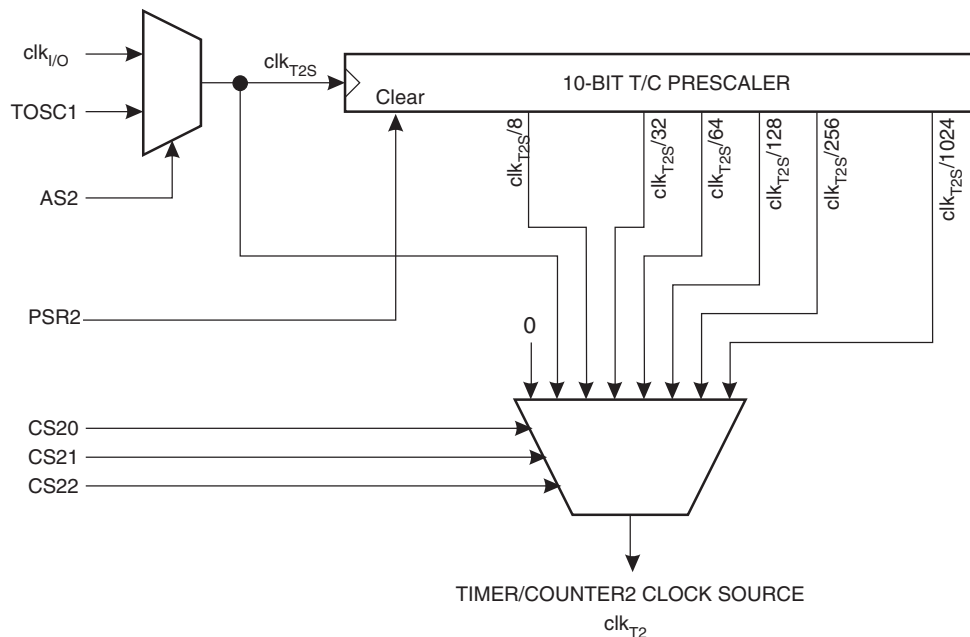 clkI/O
clkT2S
10-BIT T/C PRESCALER
TOSC1
Clear
clkT2S/8
clkT2S/32
clkT2S/64
clkT2S/128
clkT2S/256
clkT2S/1024
AS2
PSR2
0
CS20
CS21
CS22
TIMER/COUNTER2 CLOCK SOURCE
clkT2